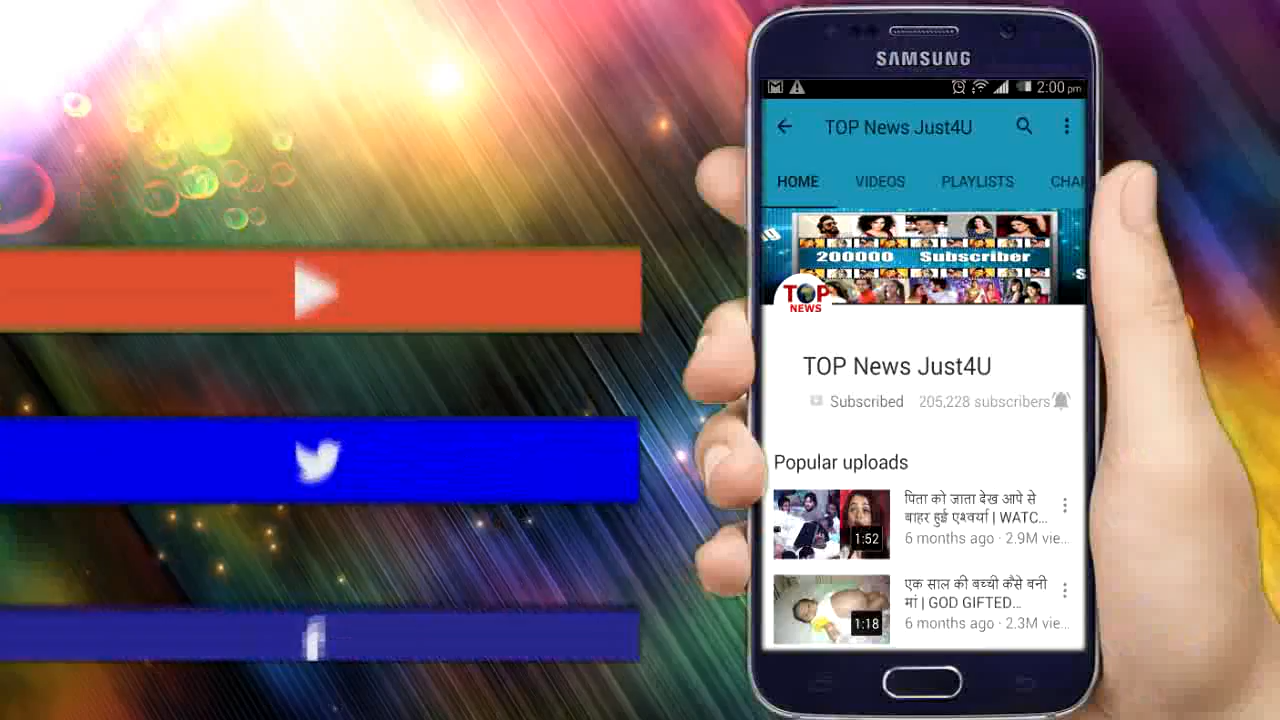 SAMSUNG
2:00 pm
TOP News Just4U
HOME VIDEOS PLAYLISTS CHA
200000 Subscriber
TOP
NEWS
TOP News Just4U
Subscribed 205,228 subscribers
Popular uploads
पिता को जाता देख आपे से
बाहर हुई एश्वर्या | WATC...
6 months ago · 2.9M vie...
1:52
एक साल की बच्ची कैसे बनी
मां | GOD GIFTED...
6 months ago · 2.3M vie...
1:18